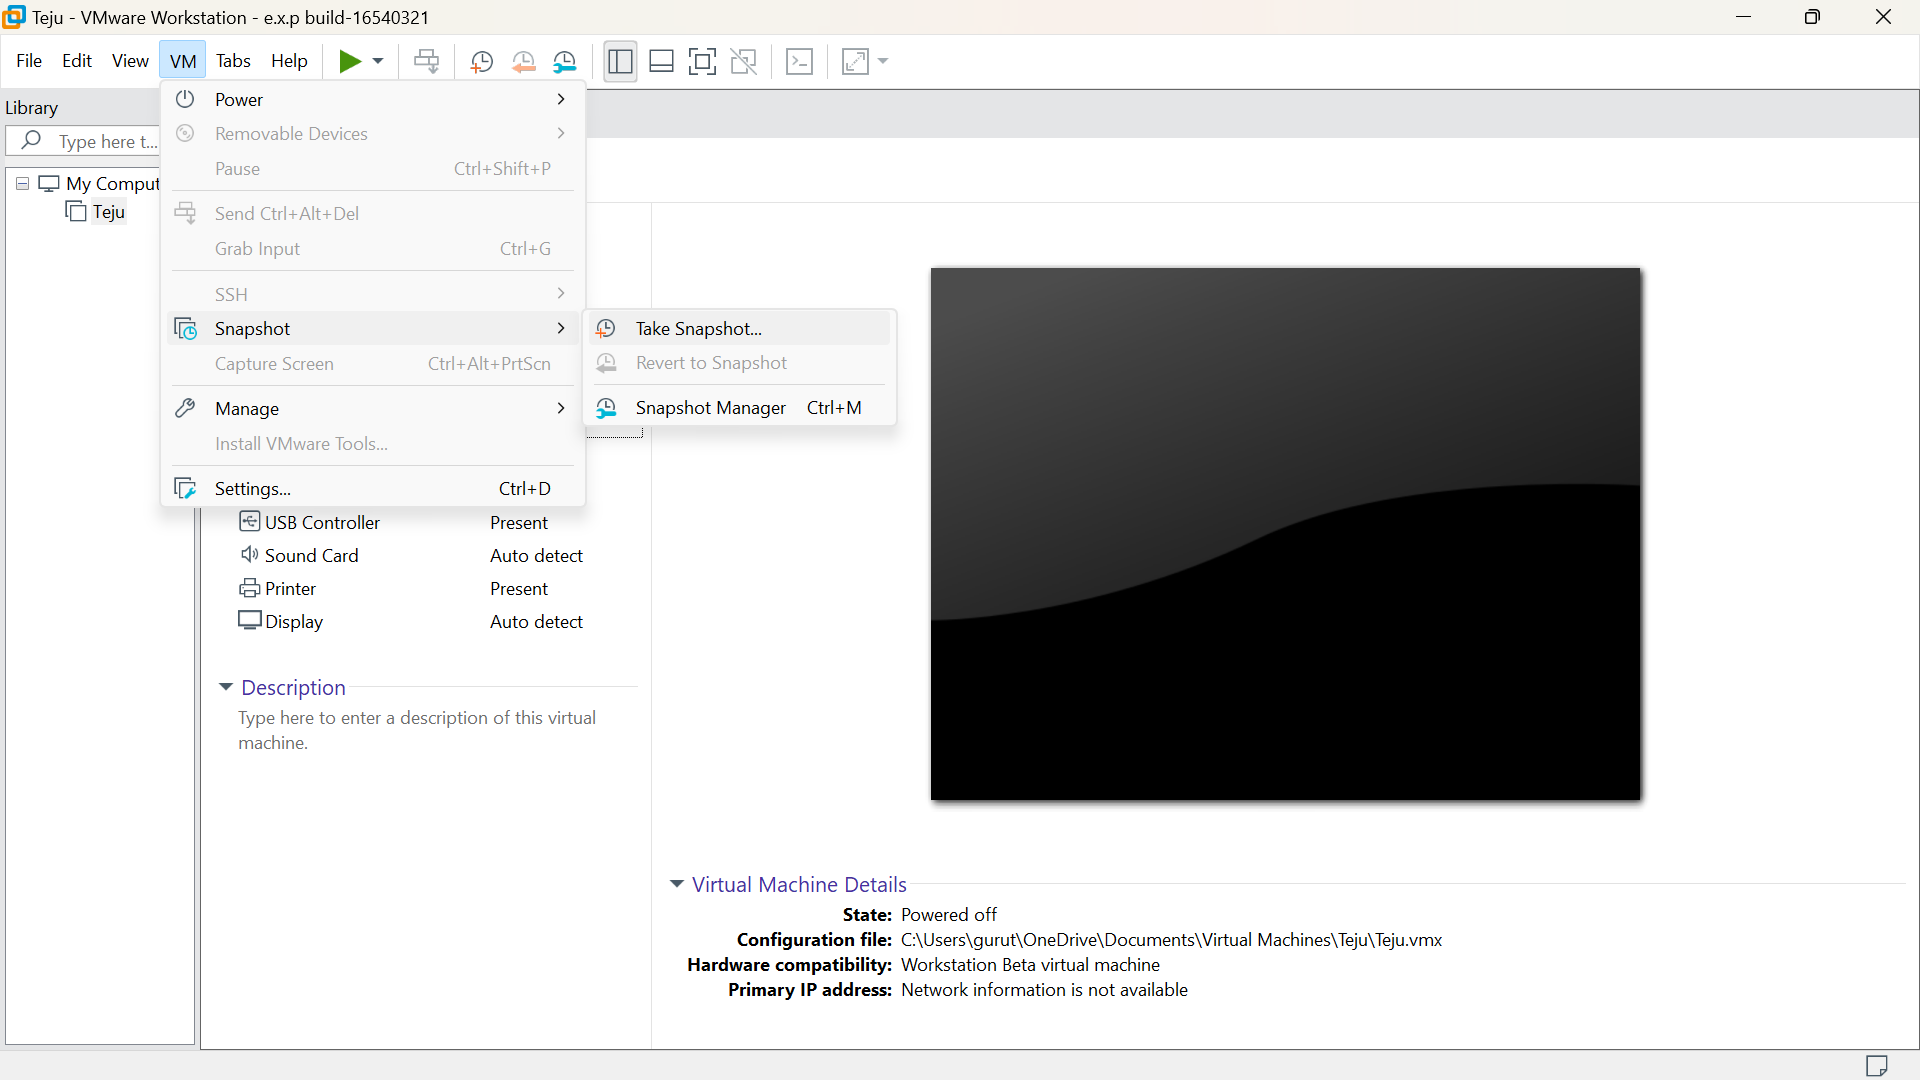 Teju - VMware Workstation - e.x.p build-16540321
File Edit View VM Tabs Help
Library
Type here t...
My Comput
Teju
Power
Removable Devices
Pause Ctrl+Shift+P
Send Ctrl+Alt+Del
Grab Input Ctrl+G
SSH
Snapshot
Capture Screen Ctrl+Alt+PrtScn
Manage
Install VMware Tools...
Settings... Ctrl+D
Take Snapshot...
Revert to Snapshot
Snapshot Manager Ctrl+M
USB Controller Present
Sound Card Auto detect
Printer Present
Display Auto detect
Description
Type here to enter a description of this virtual
machine.
Virtual Machine Details
State: Powered off
Configuration file: C:\Users\gurut\OneDrive\Documents\Virtual Machines\Teju\Teju.vmx
Hardware compatibility: Workstation Beta virtual machine
Primary IP address: Network information is not available